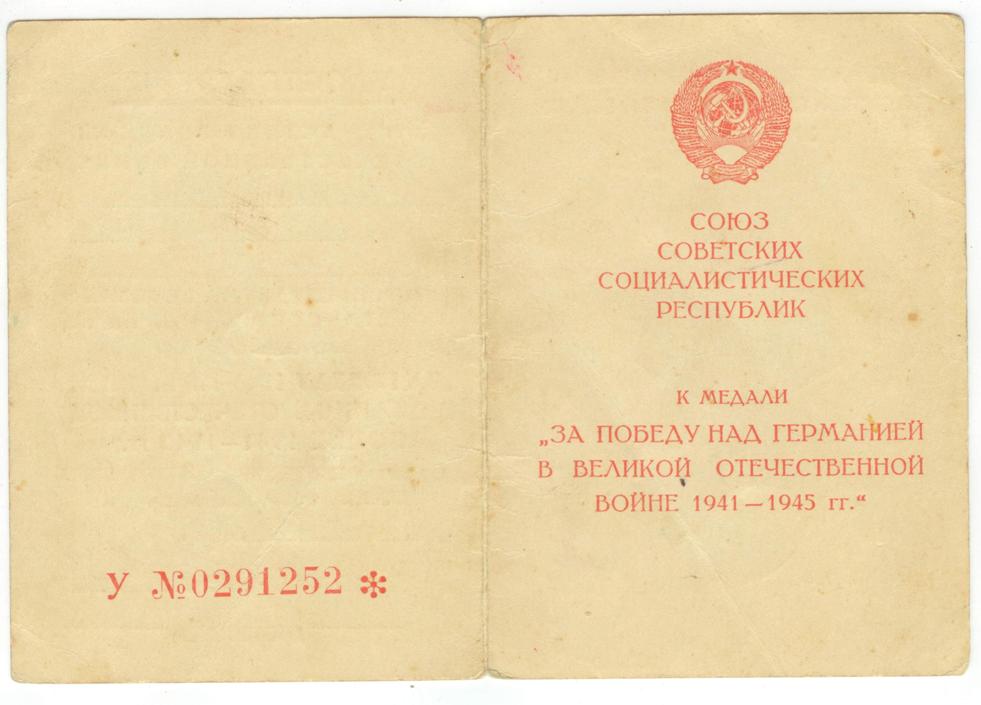 У №0291252 *
СОЮЗ
СОВЕТСКИХ
СОЦИАЛИСТИЧЕСКИХ
РЕСПУБЛИК
К МЕДАЛИ
„ЗА ПОБЕДУ НАД ГЕРМАНИЕЙ
В ВЕЛИКОЙ ОТЕЧЕСТВЕННОЙ
ВОЙНЕ 1941—1945 гг.“